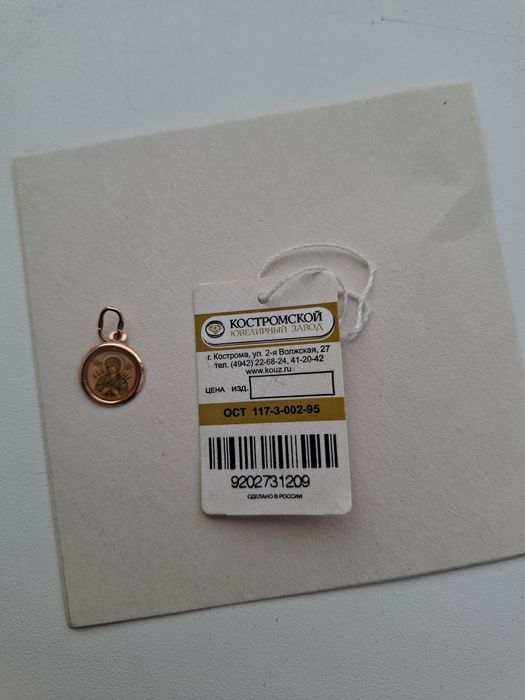 КОСТРОМСКОЙ
ЮВЕЛИРНЫЙ ЗАВОД
г. Кострома, ул. 2-я Волжская, 27
тел. (4942) 22-68-24, 41-20-42
www.kouz.ru
ЦЕНА ИЗД.
ОСТ 117-3-002-95
9202731209
СДЕЛАНО В РОССИИ